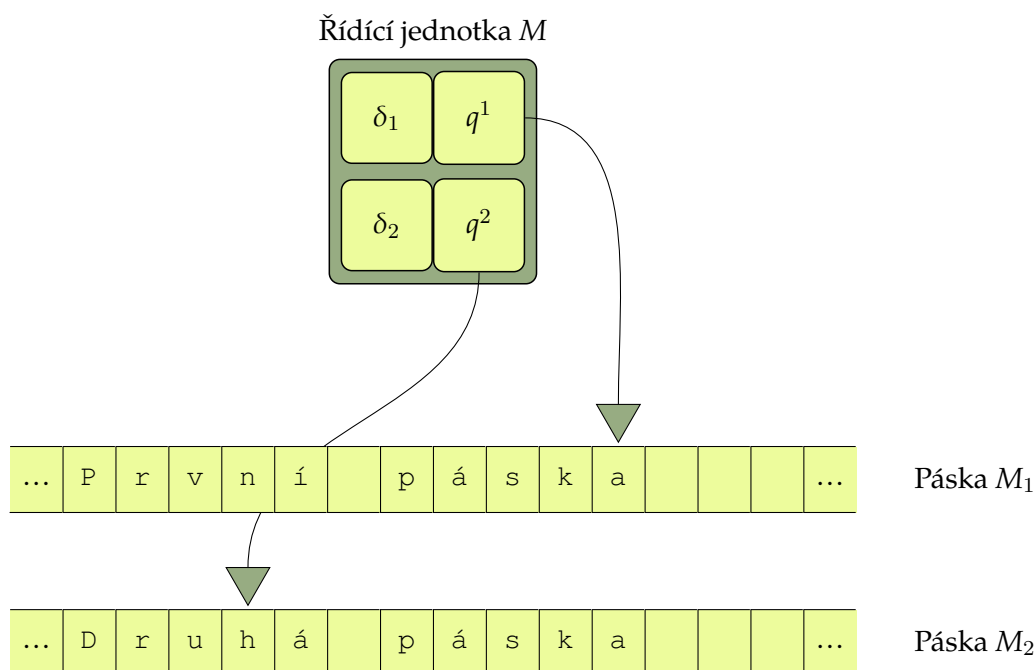 Řídící jednotka M
δ₁ q¹
δ₂ q²
... P r v n í p á s k a ... Páska M₁
... D r u h á p á s k a ... Páska M₂